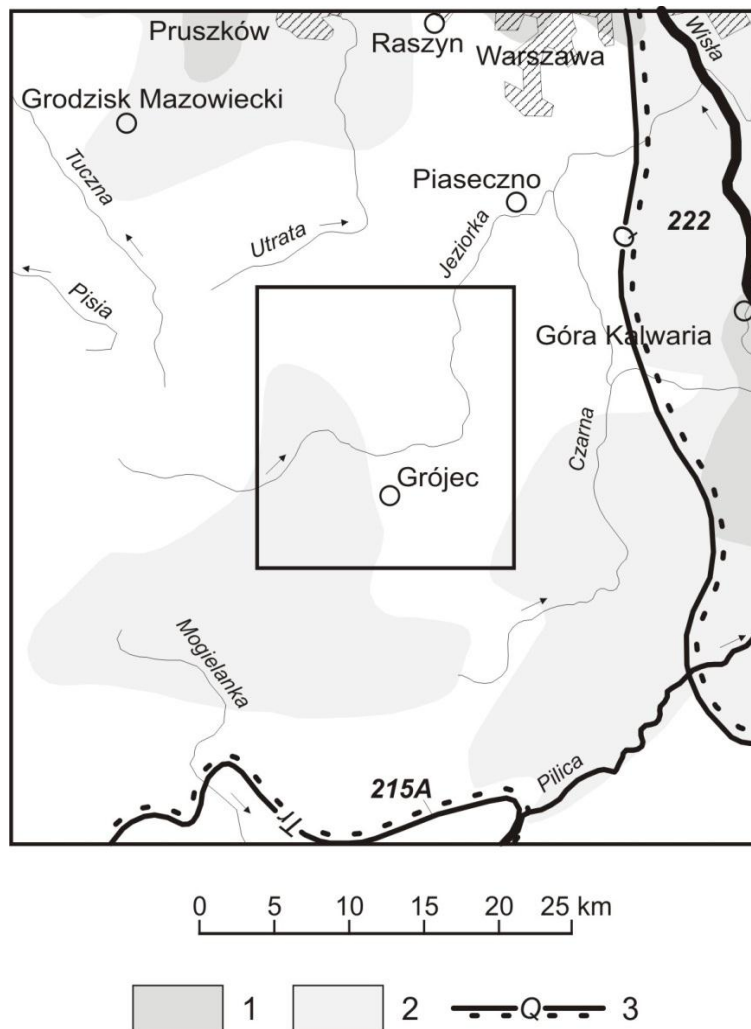 Pruszków
Raszyn
Wisła
Warszawa
Grodzisk Mazowiecki
Tuczna
Piaseczno
Utrata
Jeziorka
222
Q
Pisia
Góra Kalwaria
Czarna
Grójec
Mogielanka
Pilica
215A
Tr
0 5 10 15 20 25 km
1 2 Q 3